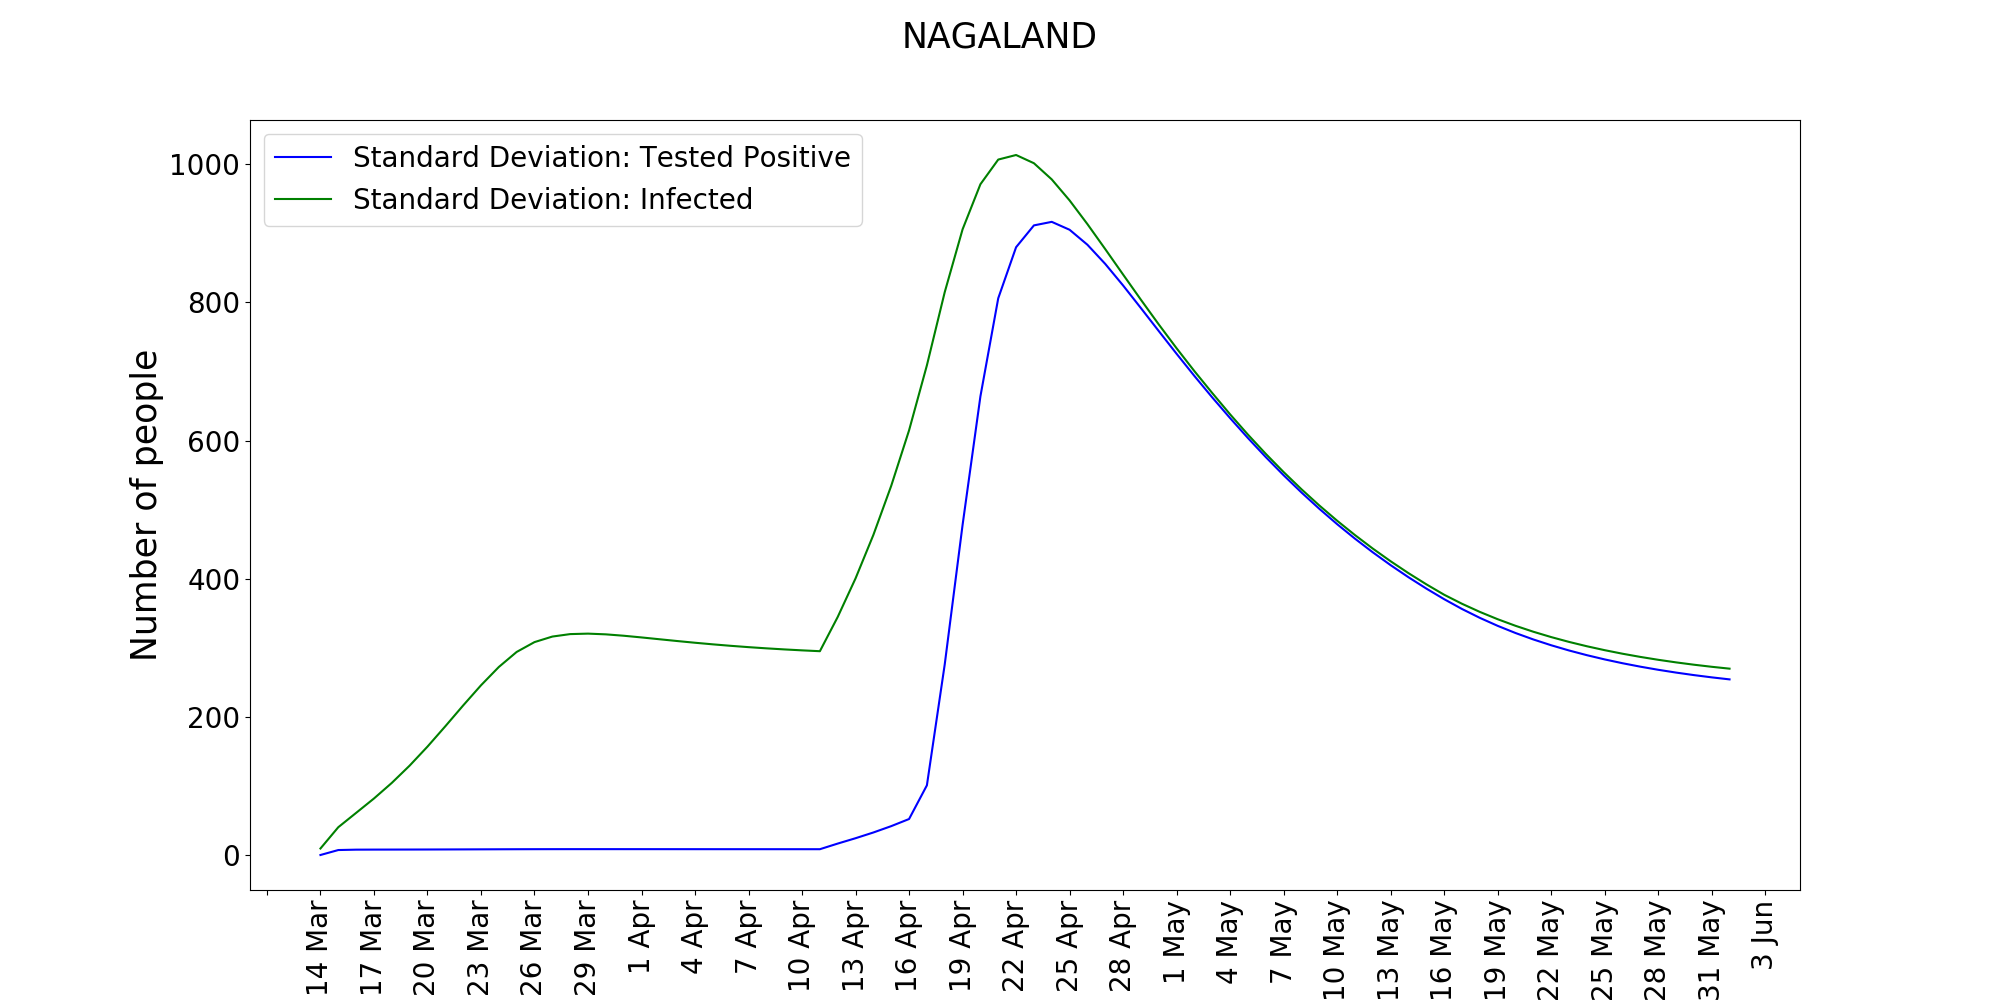 NAGALAND
Standard Deviation: Tested Positive
Standard Deviation: Infected
Number of people
1000
800
600
400
200
0
14 Mar
17 Mar
20 Mar
23 Mar
26 Mar
29 Mar
1 Apr
4 Apr
7 Apr
10 Apr
13 Apr
16 Apr
19 Apr
22 Apr
25 Apr
28 Apr
1 May
4 May
7 May
10 May
13 May
16 May
19 May
22 May
25 May
28 May
31 May
3 Jun